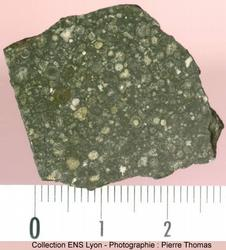 0 1 2
Collection ENS Lyon - Photographie : Pierre Thomas